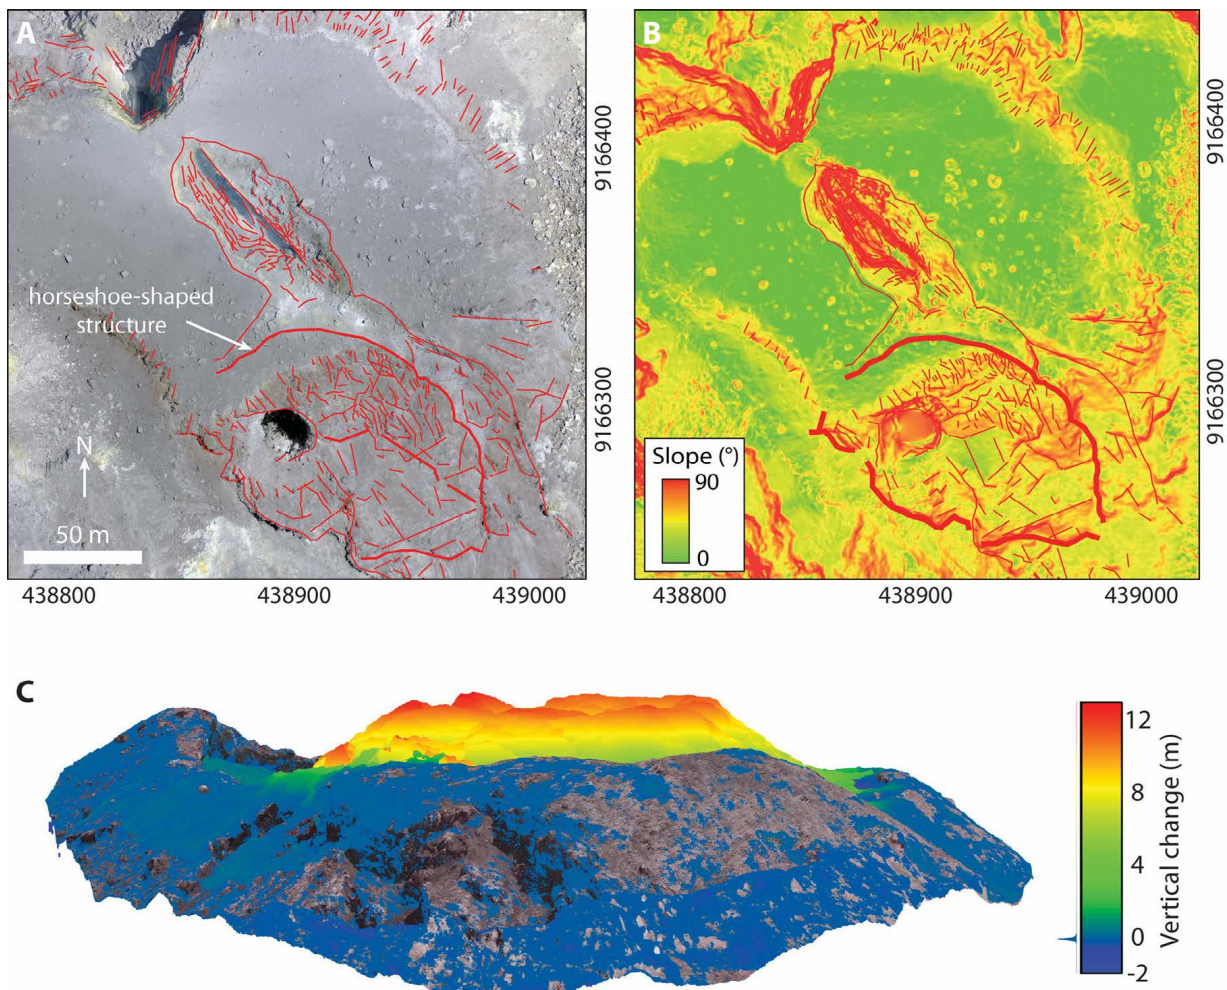 A
horseshoe-shaped
structure
N
50 m
438800
438900
439000
9166400
9166300
B
Slope (°)
90
0
438800
438900
439000
9166400
9166300
C
12
8
4
0
-2
Vertical change (m)